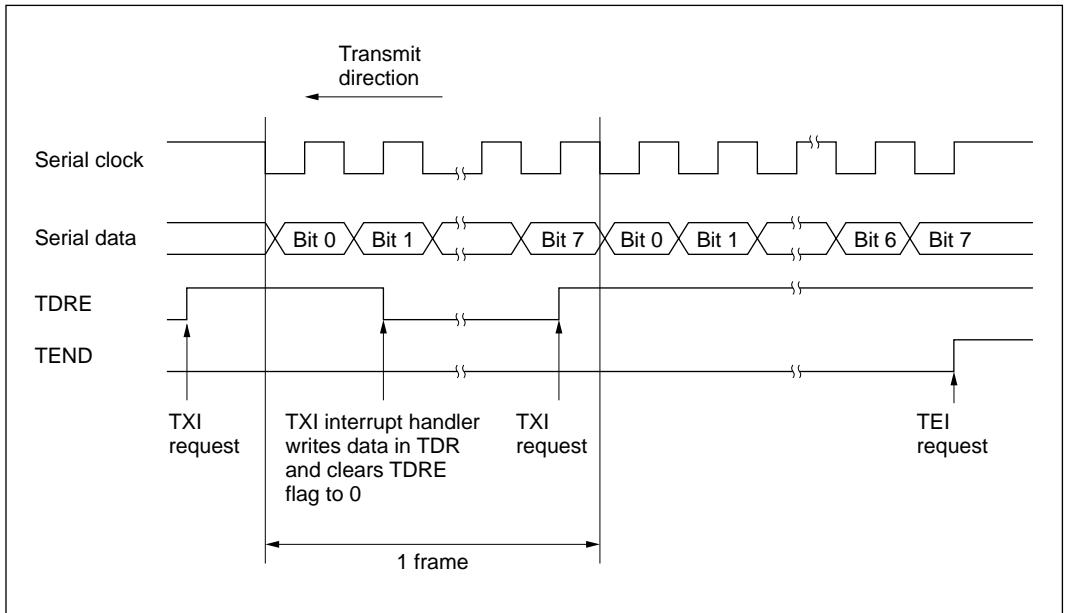 Transmit
direction
Serial clock
Serial data
Bit 0 Bit 1 Bit 7 Bit 0 Bit 1 Bit 6 Bit 7
TDRE
TEND
TXI
request
TXI interrupt handler
writes data in TDR
and clears TDRE
flag to 0
TXI
request
TEI
request
1 frame